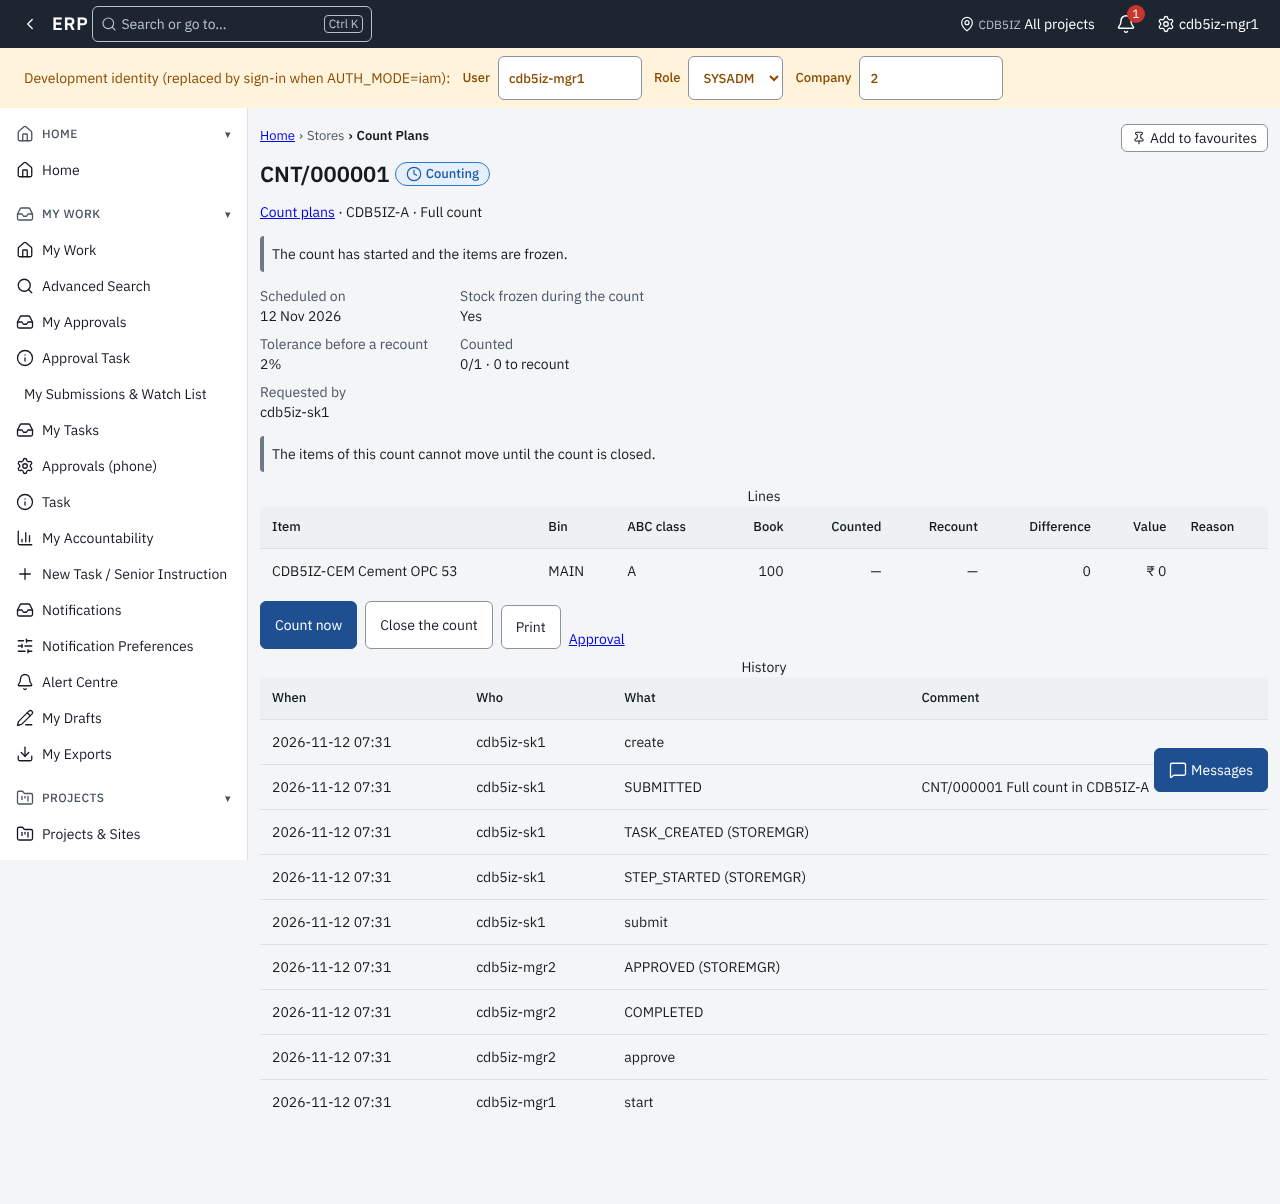 ERP
Search or go to...
Ctrl K
CDB5IZ All projects
1
cdb5iz-mgr1
Development identity (replaced by sign-in when AUTH_MODE=iam): User cdb5iz-mgr1 Role SYSADM Company 2
HOME
Home
MY WORK
My Work
Advanced Search
My Approvals
Approval Task
My Submissions & Watch List
My Tasks
Approvals (phone)
Task
My Accountability
New Task / Senior Instruction
Notifications
Notification Preferences
Alert Centre
My Drafts
My Exports
PROJECTS
Projects & Sites
Home › Stores › Count Plans
Add to favourites
CNT/000001 Counting
Count plans · CDB5IZ-A · Full count
The count has started and the items are frozen.
Scheduled on
12 Nov 2026
Stock frozen during the count
Yes
Tolerance before a recount
2%
Counted
0/1 · 0 to recount
Requested by
cdb5iz-sk1
The items of this count cannot move until the count is closed.
Lines
Item Bin ABC class Book Counted Recount Difference Value Reason
CDB5IZ-CEM Cement OPC 53 MAIN A 100 — — 0 ₹ 0
Count now
Close the count
Print
Approval
History
When Who What Comment
2026-11-12 07:31 cdb5iz-sk1 create
2026-11-12 07:31 cdb5iz-sk1 SUBMITTED CNT/000001 Full count in CDB5IZ-A
2026-11-12 07:31 cdb5iz-sk1 TASK_CREATED (STOREMGR)
2026-11-12 07:31 cdb5iz-sk1 STEP_STARTED (STOREMGR)
2026-11-12 07:31 cdb5iz-sk1 submit
2026-11-12 07:31 cdb5iz-mgr2 APPROVED (STOREMGR)
2026-11-12 07:31 cdb5iz-mgr2 COMPLETED
2026-11-12 07:31 cdb5iz-mgr2 approve
2026-11-12 07:31 cdb5iz-mgr1 start
Messages